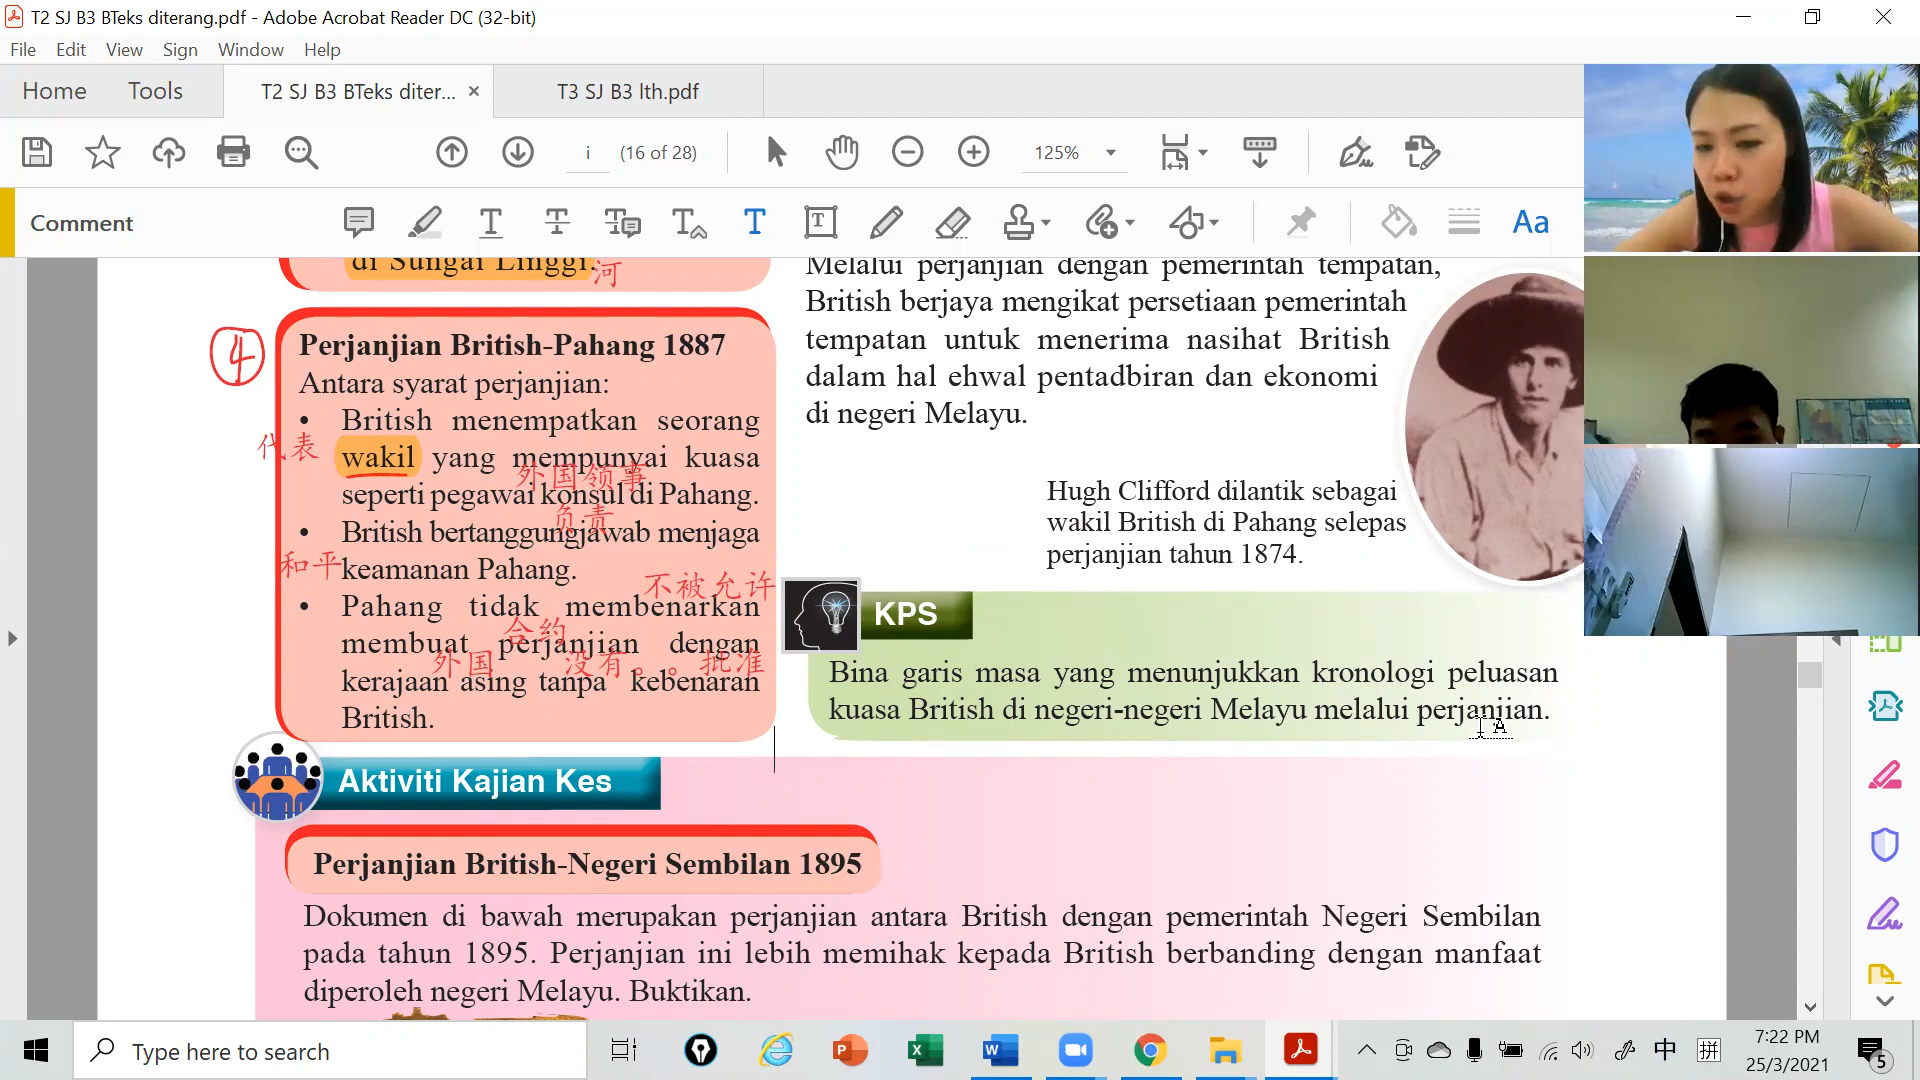 T2 SJ B3 BTeks diterang.pdf - Adobe Acrobat Reader DC (32-bit)
File Edit View Sign Window Help
Home Tools T2 SJ B3 BTeks diter... × T3 SJ B3 lth.pdf
i (16 of 28) 125%
Comment
di Sungai Linggi.
河
④
Perjanjian British-Pahang 1887
Antara syarat perjanjian:
• British menempatkan seorang
代表
wakil yang mempunyai kuasa
外国领事
seperti pegawai konsul di Pahang.
负责
• British bertanggungjawab menjaga
和平
keamanan Pahang.
不被允许
• Pahang tidak membenarkan
合约
membuat perjanjian dengan
外国 没有。。批准
kerajaan asing tanpa kebenaran
British.
Melalui perjanjian dengan pemerintah tempatan,
British berjaya mengikat persetiaan pemerintah
tempatan untuk menerima nasihat British
dalam hal ehwal pentadbiran dan ekonomi
di negeri Melayu.
Hugh Clifford dilantik sebagai
wakil British di Pahang selepas
perjanjian tahun 1874.
KPS
Bina garis masa yang menunjukkan kronologi peluasan
kuasa British di negeri-negeri Melayu melalui perjanjian.
Aktiviti Kajian Kes
Perjanjian British-Negeri Sembilan 1895
Dokumen di bawah merupakan perjanjian antara British dengan pemerintah Negeri Sembilan
pada tahun 1895. Perjanjian ini lebih memihak kepada British berbanding dengan manfaat
diperoleh negeri Melayu. Buktikan.
Type here to search
中 拼
7:22 PM
25/3/2021
5